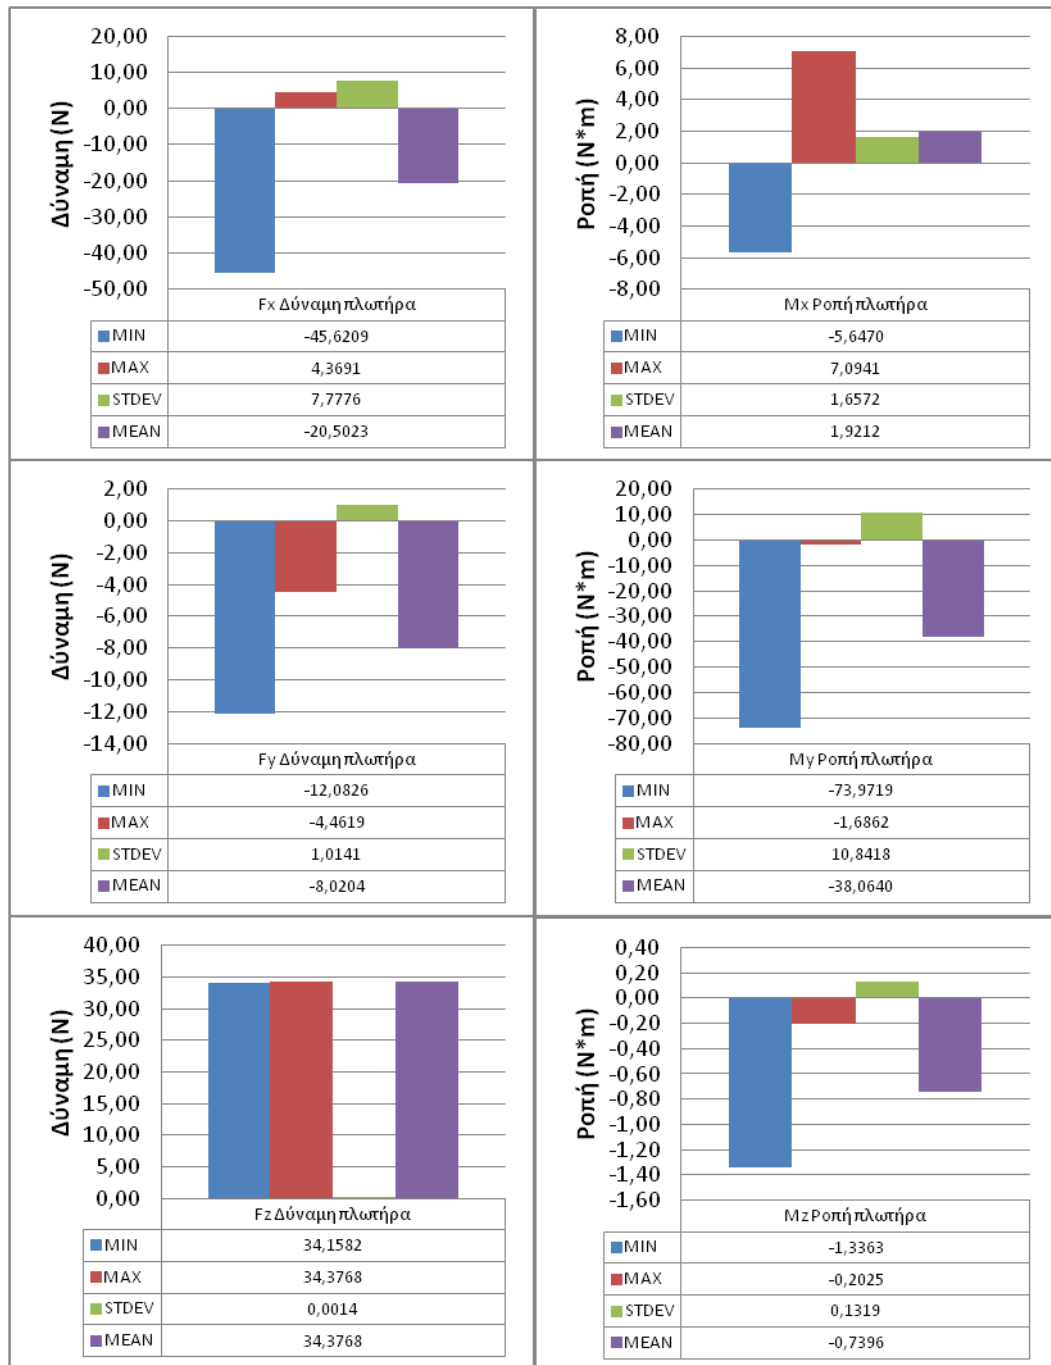 Δύναμη (N)
20,00
10,00
0,00
-10,00
-20,00
-30,00
-40,00
-50,00
Fx Δύναμη πλωτήρα
MIN -45,6209
MAX 4,3691
STDEV 7,7776
MEAN -20,5023
Ροπή (N*m)
8,00
6,00
4,00
2,00
0,00
-2,00
-4,00
-6,00
-8,00
Mx Ροπή πλωτήρα
MIN -5,6470
MAX 7,0941
STDEV 1,6572
MEAN 1,9212
Δύναμη (N)
2,00
0,00
-2,00
-4,00
-6,00
-8,00
-10,00
-12,00
-14,00
Fy Δύναμη πλωτήρα
MIN -12,0826
MAX -4,4619
STDEV 1,0141
MEAN -8,0204
Ροπή (N*m)
20,00
10,00
0,00
-10,00
-20,00
-30,00
-40,00
-50,00
-60,00
-70,00
-80,00
My Ροπή πλωτήρα
MIN -73,9719
MAX -1,6862
STDEV 10,8418
MEAN -38,0640
Δύναμη (N)
40,00
35,00
30,00
25,00
20,00
15,00
10,00
5,00
0,00
Fz Δύναμη πλωτήρα
MIN 34,1582
MAX 34,3768
STDEV 0,0014
MEAN 34,3768
Ροπή (N*m)
0,40
0,20
0,00
-0,20
-0,40
-0,60
-0,80
-1,00
-1,20
-1,40
-1,60
Mz Ροπή πλωτήρα
MIN -1,3363
MAX -0,2025
STDEV 0,1319
MEAN -0,7396